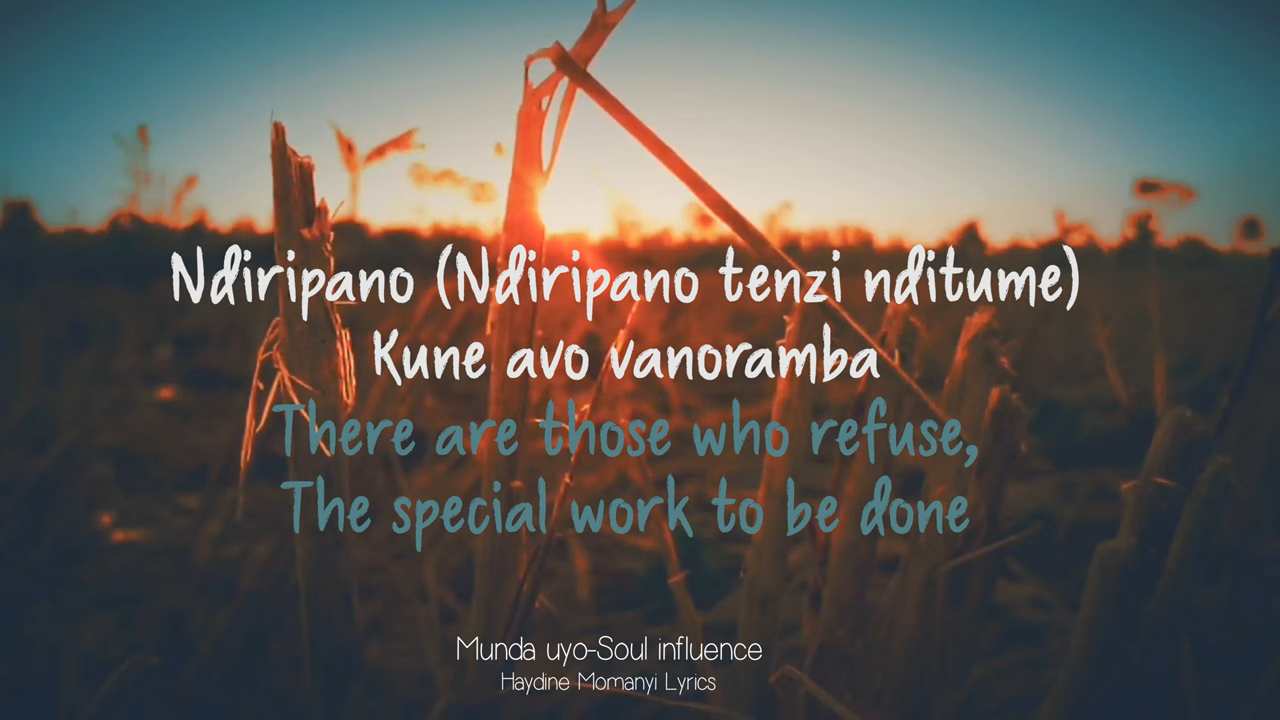 Ndiripano (Ndiripano tenzi nditume)
Kune avo vanoramba
There are those who refuse,
The special work to be done
Munda uyo-Soul influence
Haydine Momanyi Lyrics